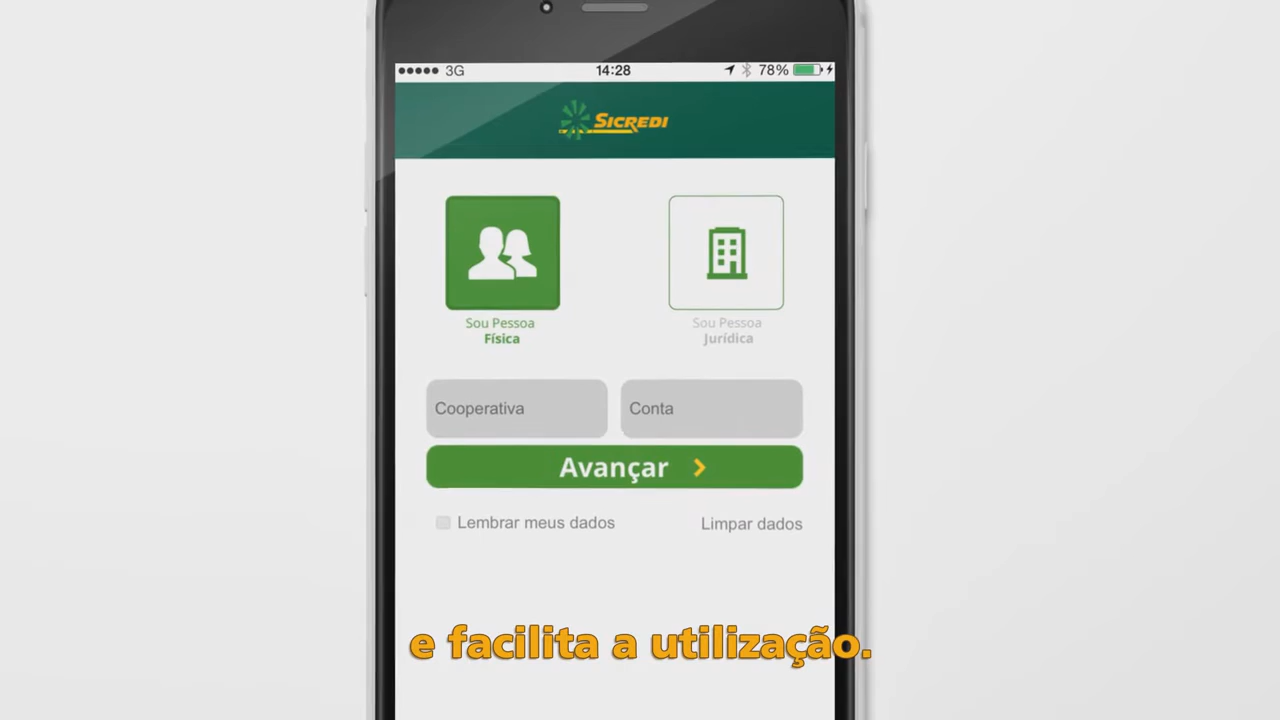 3G 14:28 78%
SICREDI
Sou Pessoa
Física
Sou Pessoa
Jurídica
Cooperativa Conta
Avançar
Lembrar meus dados Limpar dados
e facilita a utilização.